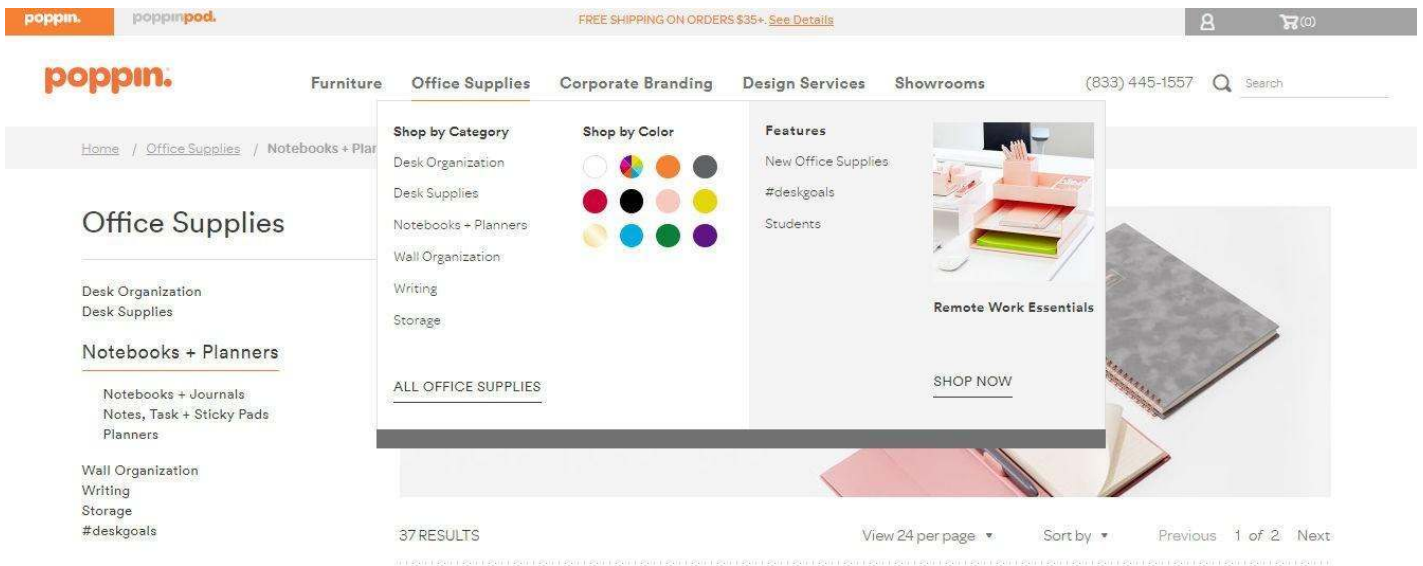 poppin.
poppinpod.
FREE SHIPPING ON ORDERS $35+. See Details
(0)
poppin.
Furniture
Office Supplies
Corporate Branding
Design Services
Showrooms
(833) 445-1557
Search
Home / Office Supplies / Notebooks + Plan
Shop by Category
Desk Organization
Desk Supplies
Notebooks + Planners
Wall Organization
Writing
Storage
ALL OFFICE SUPPLIES
Shop by Color
Features
New Office Supplies
#deskgoals
Students
Remote Work Essentials
SHOP NOW
Office Supplies
Desk Organization
Desk Supplies
Notebooks + Planners
Notebooks + Journals
Notes, Task + Sticky Pads
Planners
Wall Organization
Writing
Storage
#deskgoals
37 RESULTS
View 24 per page
Sort by
Previous 1 of 2 Next